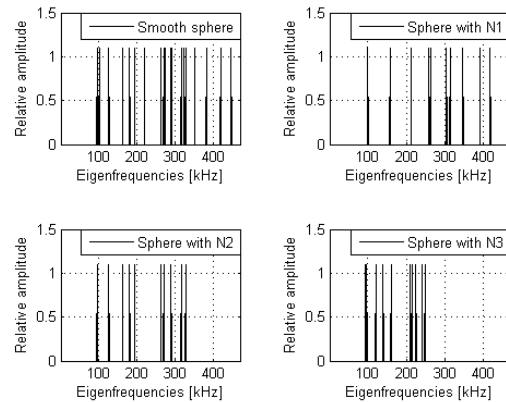 Smooth sphere
Relative amplitude
1.5
1
0.5
0
100 200 300 400
Eigenfrequencies [kHz]
Sphere with N1
Relative amplitude
1.5
1
0.5
0
100 200 300 400
Eigenfrequencies [kHz]
Sphere with N2
Relative amplitude
1.5
1
0.5
0
100 200 300 400
Eigenfrequencies [kHz]
Sphere with N3
Relative amplitude
1.5
1
0.5
0
100 200 300 400
Eigenfrequencies [kHz]